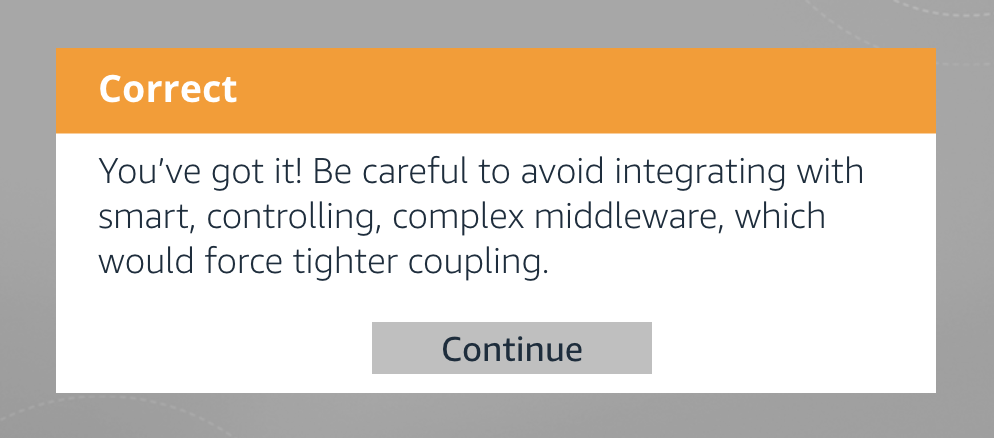 Correct
You’ve got it! Be careful to avoid integrating with
smart, controlling, complex middleware, which
would force tighter coupling.
Continue